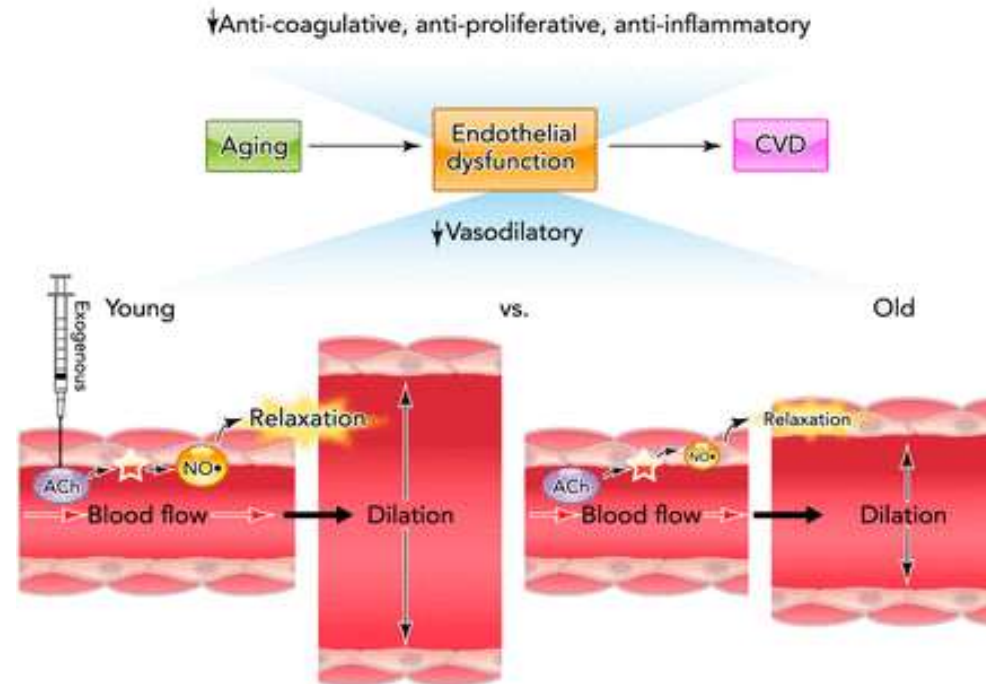 ↓Anti-coagulative, anti-proliferative, anti-inflammatory
Aging
Endothelial
dysfunction
CVD
↓Vasodilatory
Young
vs.
Old
Exogenous
Relaxation
NO•
ACh
Blood flow
Dilation
Relaxation
NO•
ACh
Blood flow
Dilation